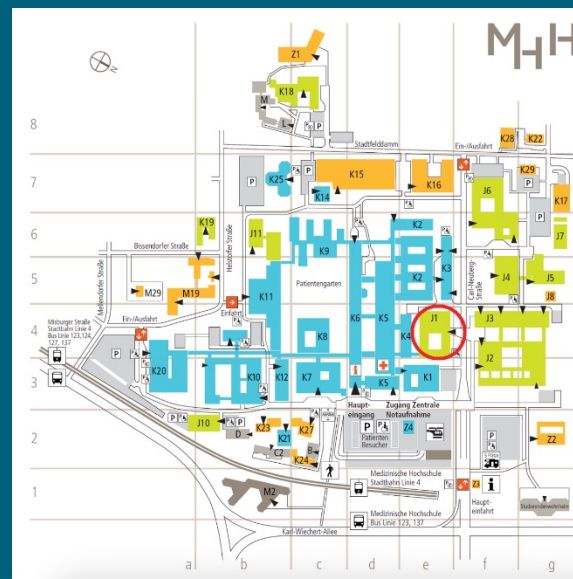 MHH
Z1
K18
M
L
P
8
Stadtfelddamm
Ein-/Ausfahrt
K28
K22
7
P
K25
P
K14
K15
K16
K29
P
K17
J6
J7
6
K19
J11
K9
K2
Bissendorfer Straße
Helstorfer Straße
Mellendorfer Straße
5
M29
M19
K11
Patientengarten
K6
K5
K2
K3
Carl-Neuberg-
Straße
J4
J5
J8
Ein-/Ausfahrt
Einfahrt
4
Misburger Straße
Stadtbahn Linie 4
Bus Linie 123,124,
127, 137
P
K20
K8
K4
J1
J3
J2
3
K10
K12
K7
i
K5
K1
Haupt-
eingang
Zugang Zentrale
Notaufnahme
2
J10
P
D
K23
K21
K27
C2
B
K24
P
Patienten
Besucher
Z4
P
Z2
1
M2
Medizinische Hochschule
Stadtbahn Linie 4
Z3
i
Haupt-
einfahrt
Medizinische Hochschule
Bus Linie 123, 137
Karl-Wiechert-Allee
a
b
c
d
e
f
g
N